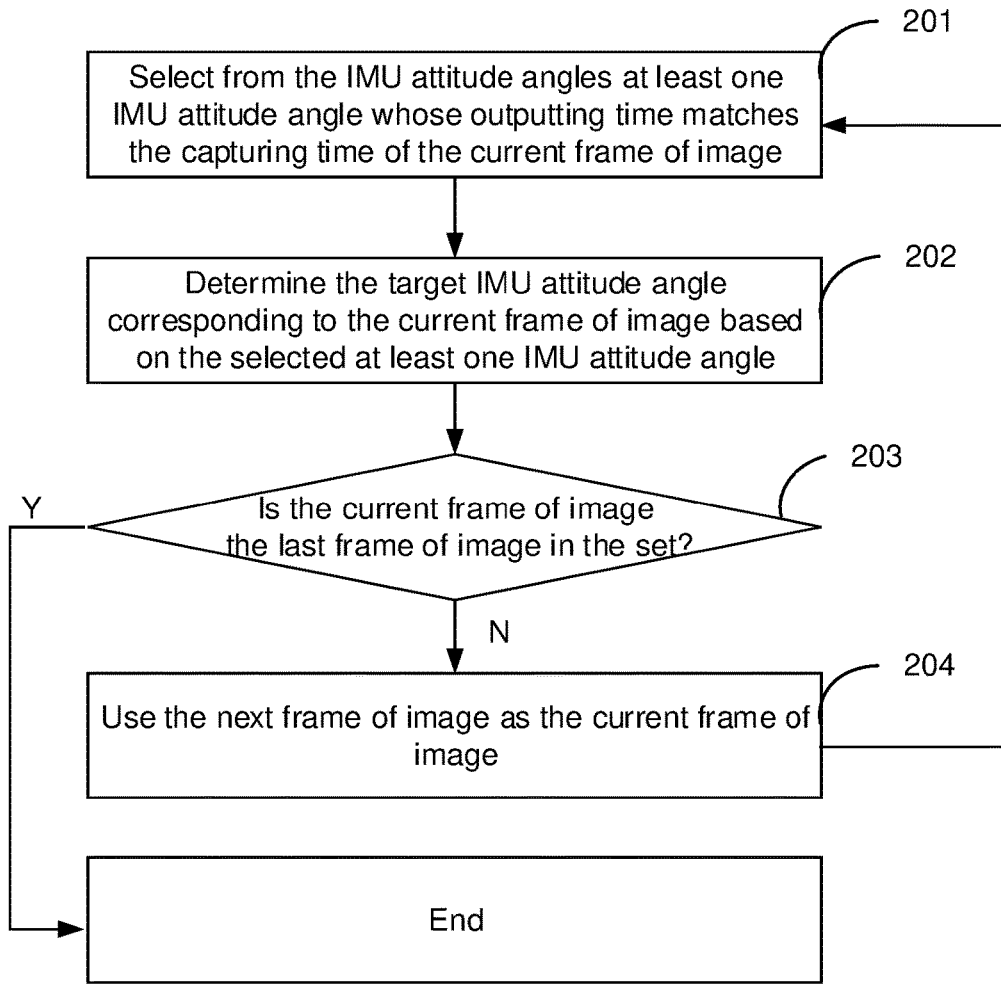 201
Select from the IMU attitude angles at least one
IMU attitude angle whose outputting time matches
the capturing time of the current frame of image
202
Determine the target IMU attitude angle
corresponding to the current frame of image based
on the selected at least one IMU attitude angle
203
Y
Is the current frame of image
the last frame of image in the set?
N
204
Use the next frame of image as the current frame of
image
End